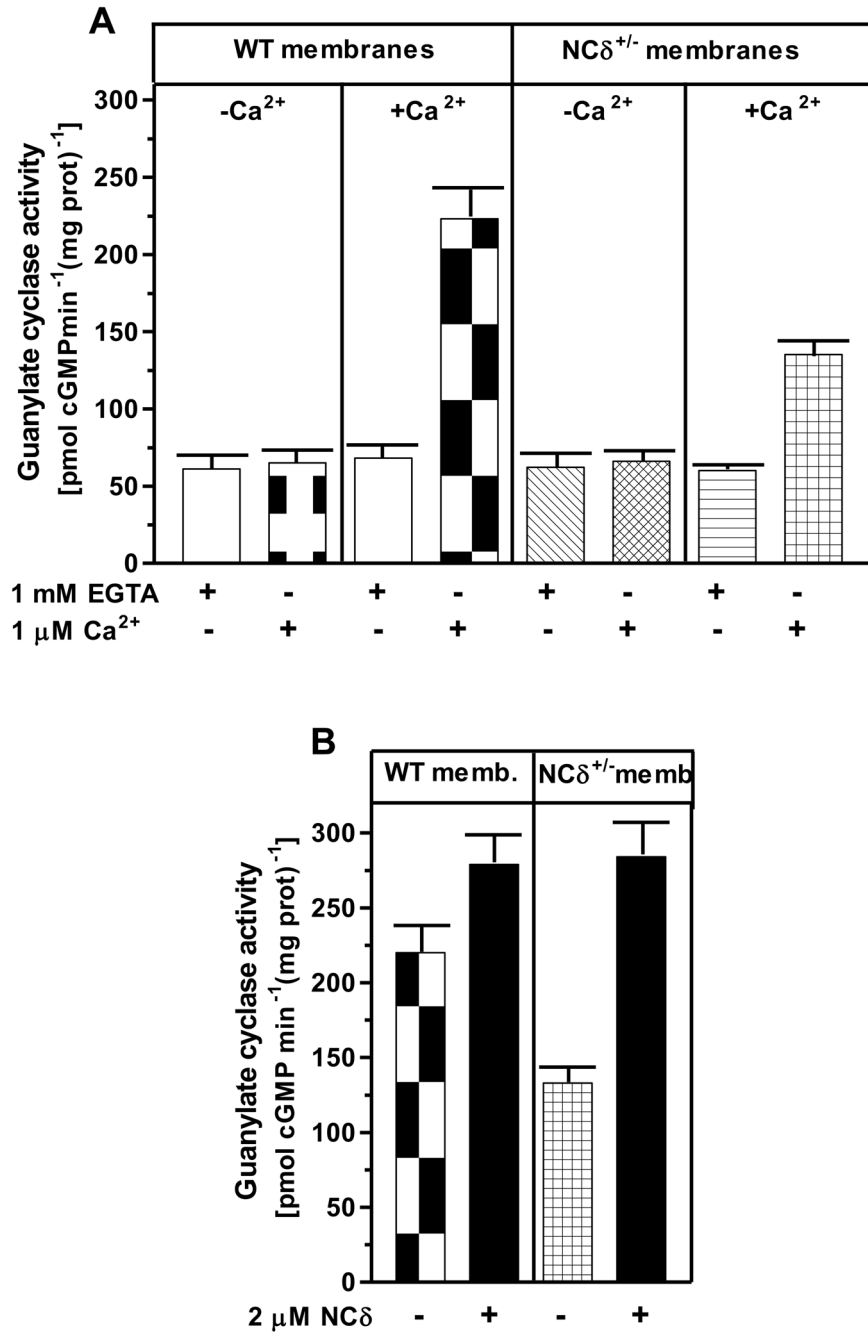 A
WT membranes NCδ+/- membranes
-Ca2+ +Ca2+ -Ca2+ +Ca2+
Guanylate cyclase activity
[pmol cGMPmin-1(mg prot)-1]
300
250
200
150
100
50
0
1 mM EGTA + - + - + - + -
1 μM Ca2+ - + - + - + - +
B
WT memb. NCδ+/-memb
Guanylate cyclase activity
[pmol cGMP min-1(mg prot)-1]
300
250
200
150
100
50
0
2 μM NCδ - + - +